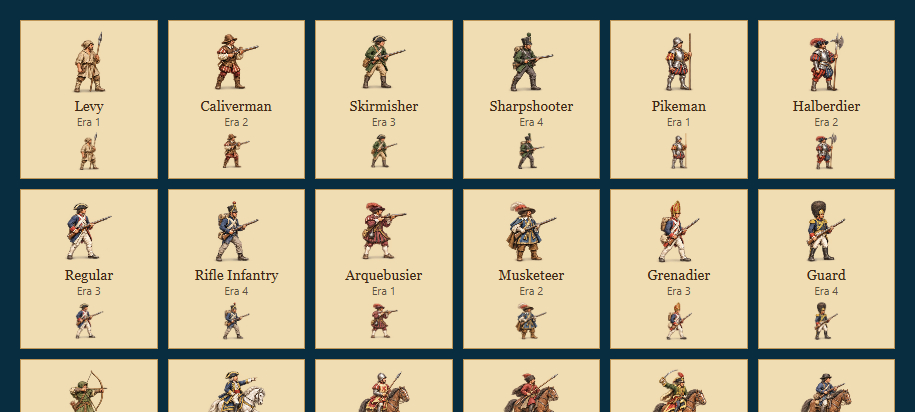 Levy
Era 1
Caliverman
Era 2
Skirmisher
Era 3
Sharpshooter
Era 4
Pikeman
Era 1
Halberdier
Era 2
Regular
Era 3
Rifle Infantry
Era 4
Arquebusier
Era 1
Musketeer
Era 2
Grenadier
Era 3
Guard
Era 4